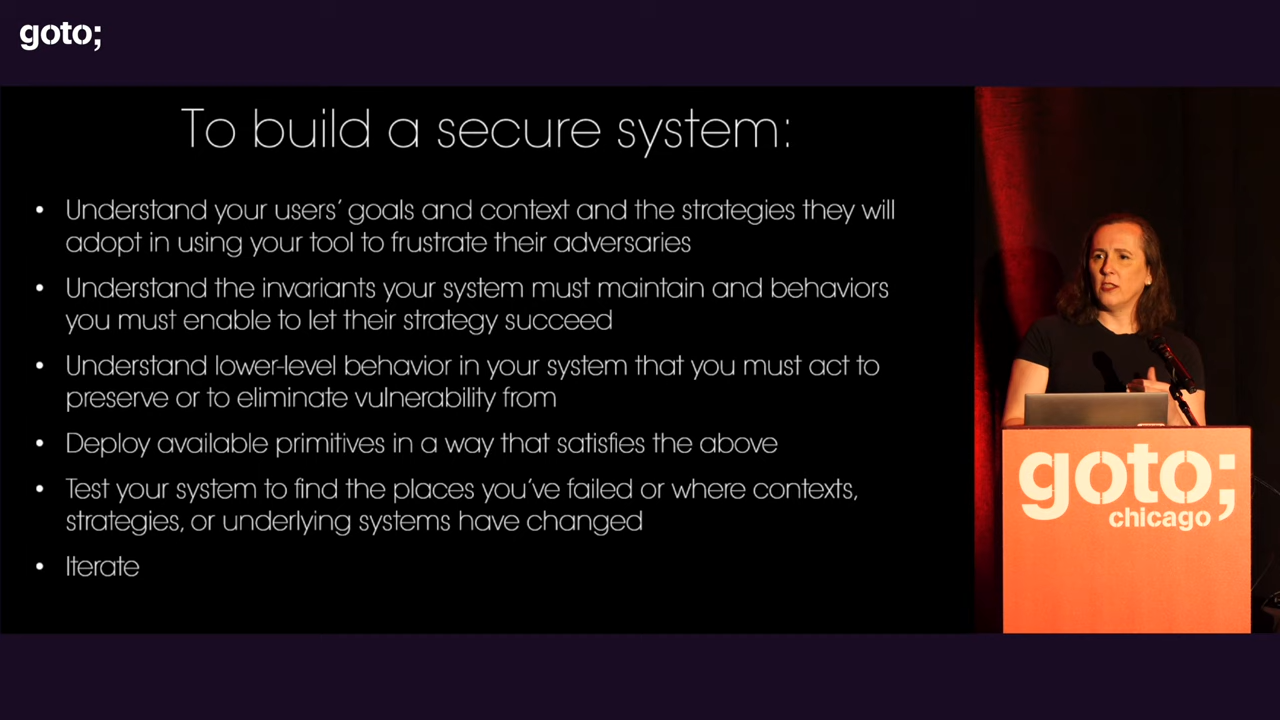 goto;
To build a secure system:
• Understand your users' goals and context and the strategies they will
adopt in using your tool to frustrate their adversaries
• Understand the invariants your system must maintain and behaviors
you must enable to let their strategy succeed
• Understand lower-level behavior in your system that you must act to
preserve or to eliminate vulnerability from
• Deploy available primitives in a way that satisfies the above
• Test your system to find the places you've failed or where contexts,
strategies, or underlying systems have changed
• Iterate
goto;
chicago